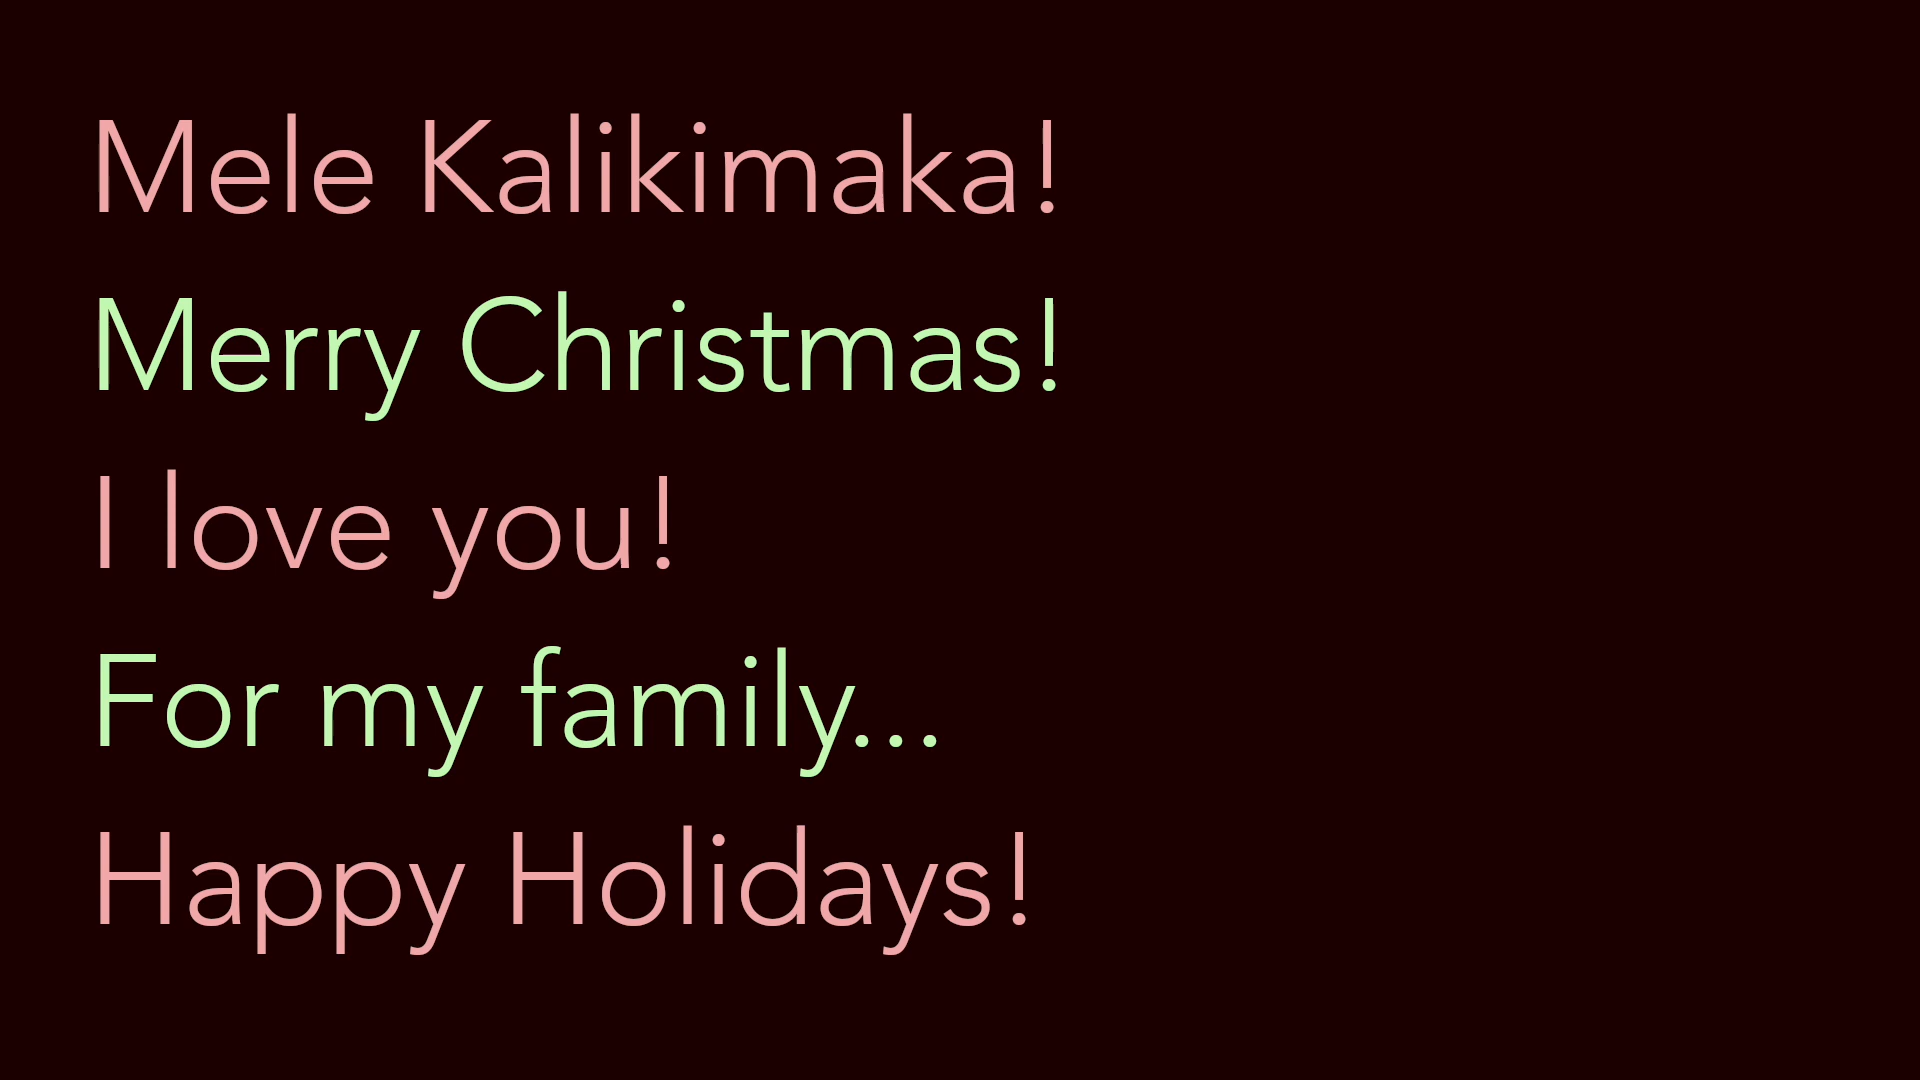 Mele Kalikimaka!
Merry Christmas!
I love you!
For my family...
Happy Holidays!